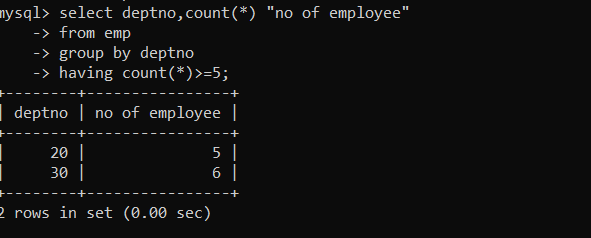 mysql> select deptno,count(*) "no of employee"
    -> from emp
    -> group by deptno
    -> having count(*)>=5;
+--------+----------------+
| deptno | no of employee |
+--------+----------------+
|     20 |              5 |
|     30 |              6 |
+--------+----------------+
2 rows in set (0.00 sec)